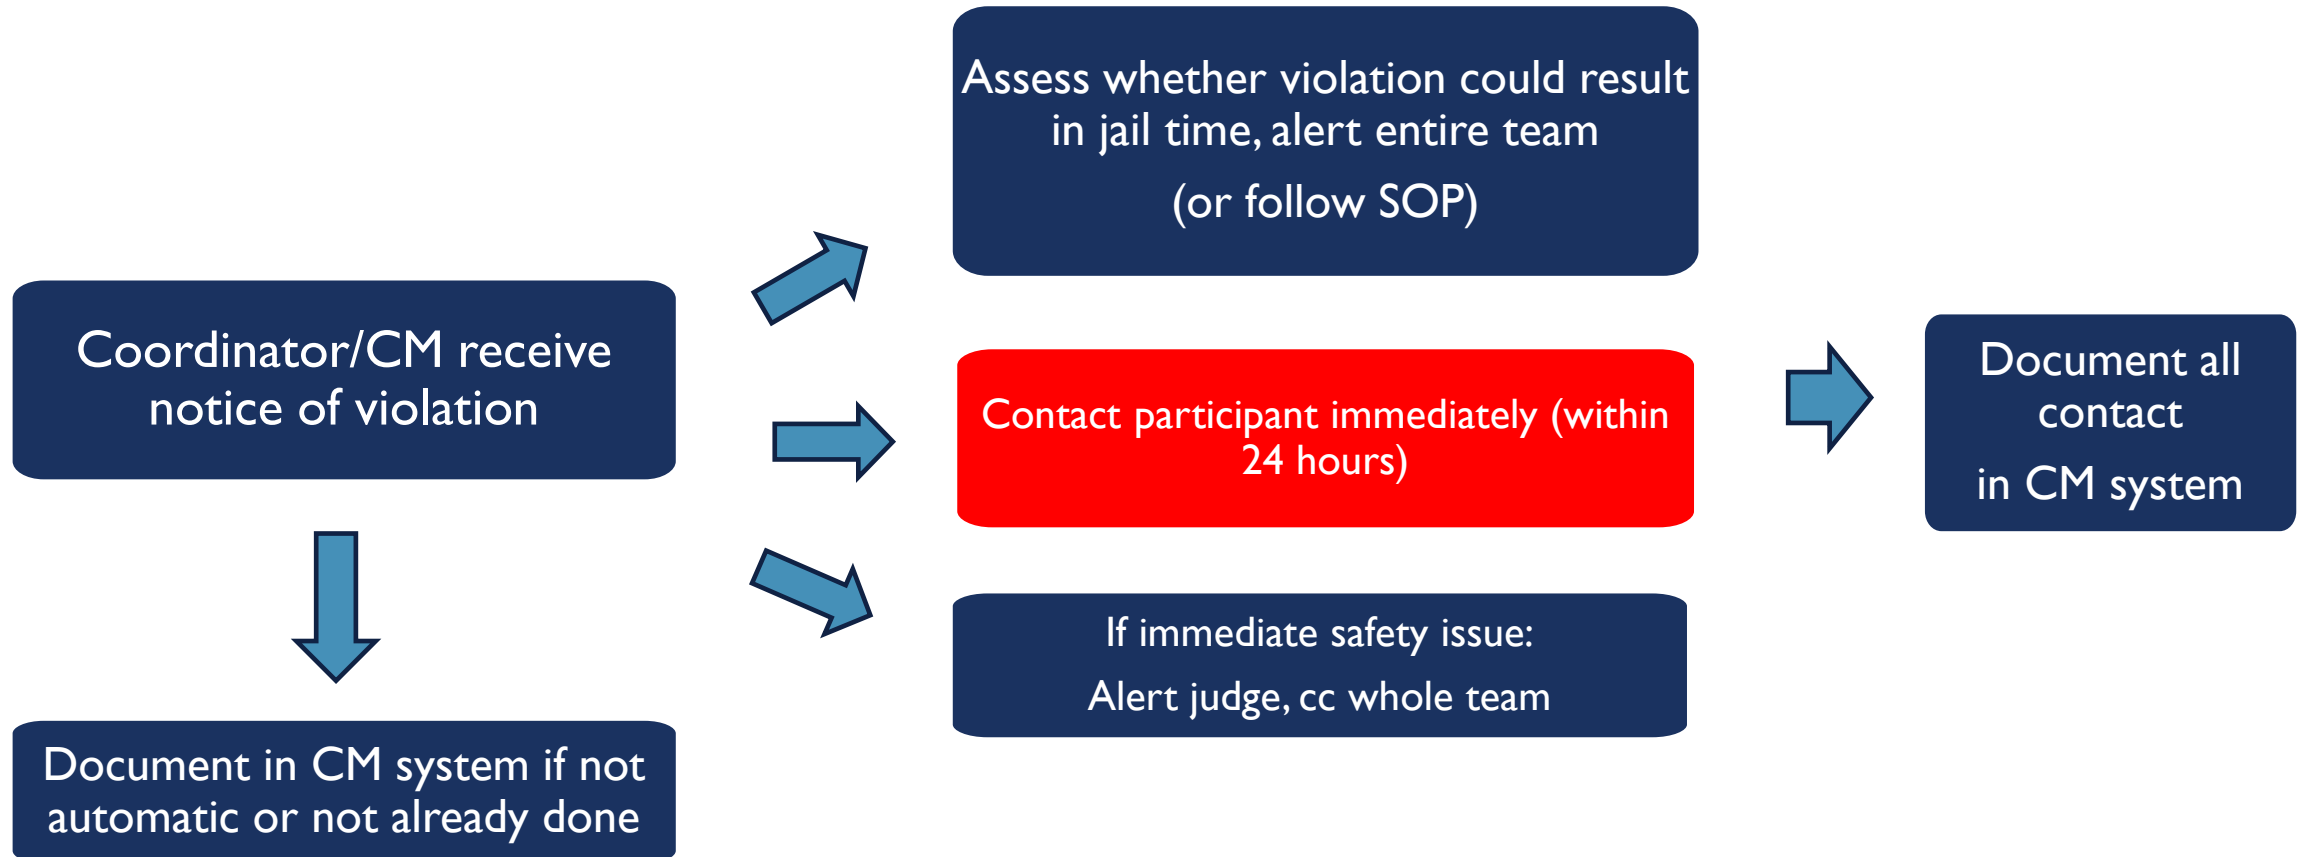 Coordinator/CM receive
notice of violation
Document in CM system if not
automatic or not already done
Assess whether violation could result
in jail time, alert entire team
(or follow SOP)
Contact participant immediately (within
24 hours)
If immediate safety issue:
Alert judge, cc whole team
Document all
contact
in CM system